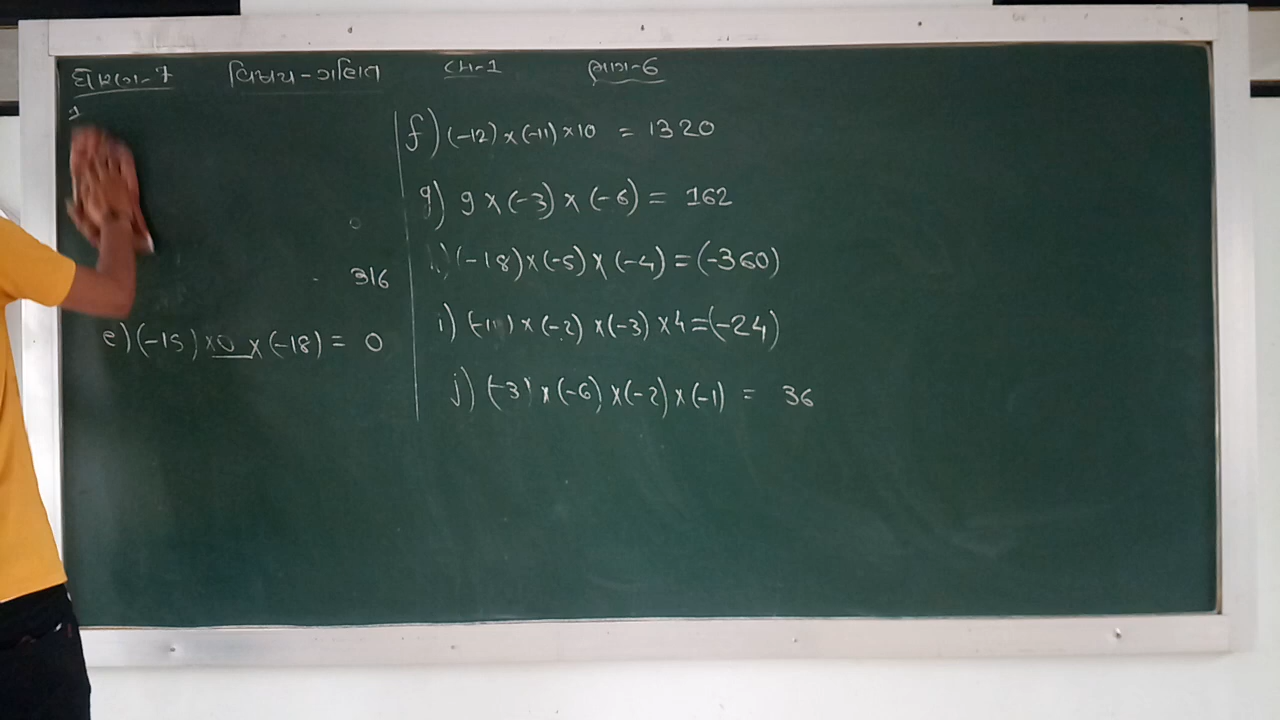 ધોરણ-7 વિષય-ગણિત CH-1 ભાગ-6
1
316
e) (-15) × 0 × (-18) = 0
f) (-12) × (-11) × 10 = 1320
g) 9 × (-3) × (-6) = 162
(-18) × (-5) × (-4) = (-360)
i) × (-2) × (-3) × 4 = (-24)
j) (-3) × (-6) × (-2) × (-1) = 36